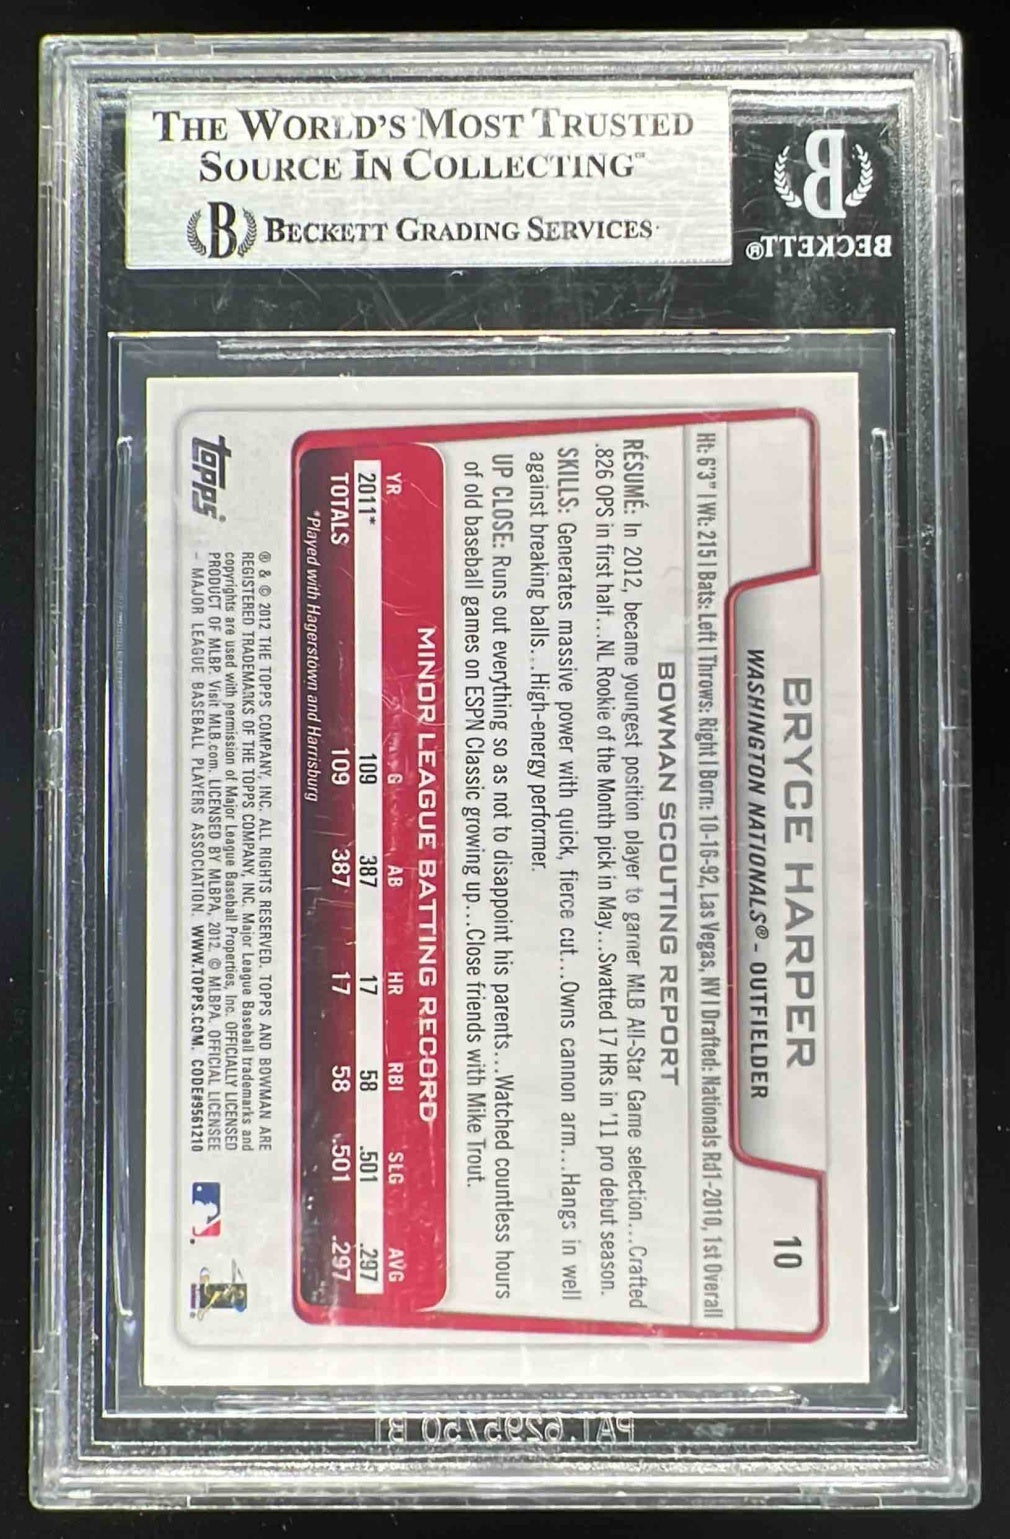 THE WORLD'S MOST TRUSTED
SOURCE IN COLLECTING™
B BECKETT GRADING SERVICES
B
BECKETT®
10
BRYCE HARPER
WASHINGTON NATIONALS® - OUTFIELDER
Ht: 6'3" | Wt: 215 | Bats: Left | Throws: Right | Born: 10-16-92, Las Vegas, NV | Drafted: Nationals Rd1-2010, 1st Overall
BOWMAN SCOUTING REPORT
RÉSUMÉ: In 2012, became youngest position player to garner MLB All-Star Game selection...Crafted
.826 OPS in first half...NL Rookie of the Month pick in May...Swatted 17 HRs in '11 pro debut season.
SKILLS: Generates massive power with quick, fierce cut...Owns cannon arm...Hangs in well
against breaking balls...High-energy performer.
UP CLOSE: Runs out everything so as not to disappoint his parents...Watched countless hours
of old baseball games on ESPN Classic growing up...Close friends with Mike Trout.
MINOR LEAGUE BATTING RECORD
YR G AB HR RBI SLG AVG
2011* 109 387 17 58 .501 .297
TOTALS 109 387 17 58 .501 .297
*Played with Hagerstown and Harrisburg
® & © 2012 THE TOPPS COMPANY, INC. ALL RIGHTS RESERVED. TOPPS AND BOWMAN ARE
REGISTERED TRADEMARKS OF THE TOPPS COMPANY, INC. Major League Baseball trademarks and
copyrights are used with permission of Major League Baseball Properties, Inc. OFFICIALLY LICENSED
PRODUCT OF MLBP. Visit MLB.com. LICENSED BY MLBPA, 2012. © MLBPA. OFFICIAL LICENSEE
– MAJOR LEAGUE BASEBALL PLAYERS ASSOCIATION. WWW.TOPPS.COM. CODE#9561210
Topps
PAT.6295750 B1